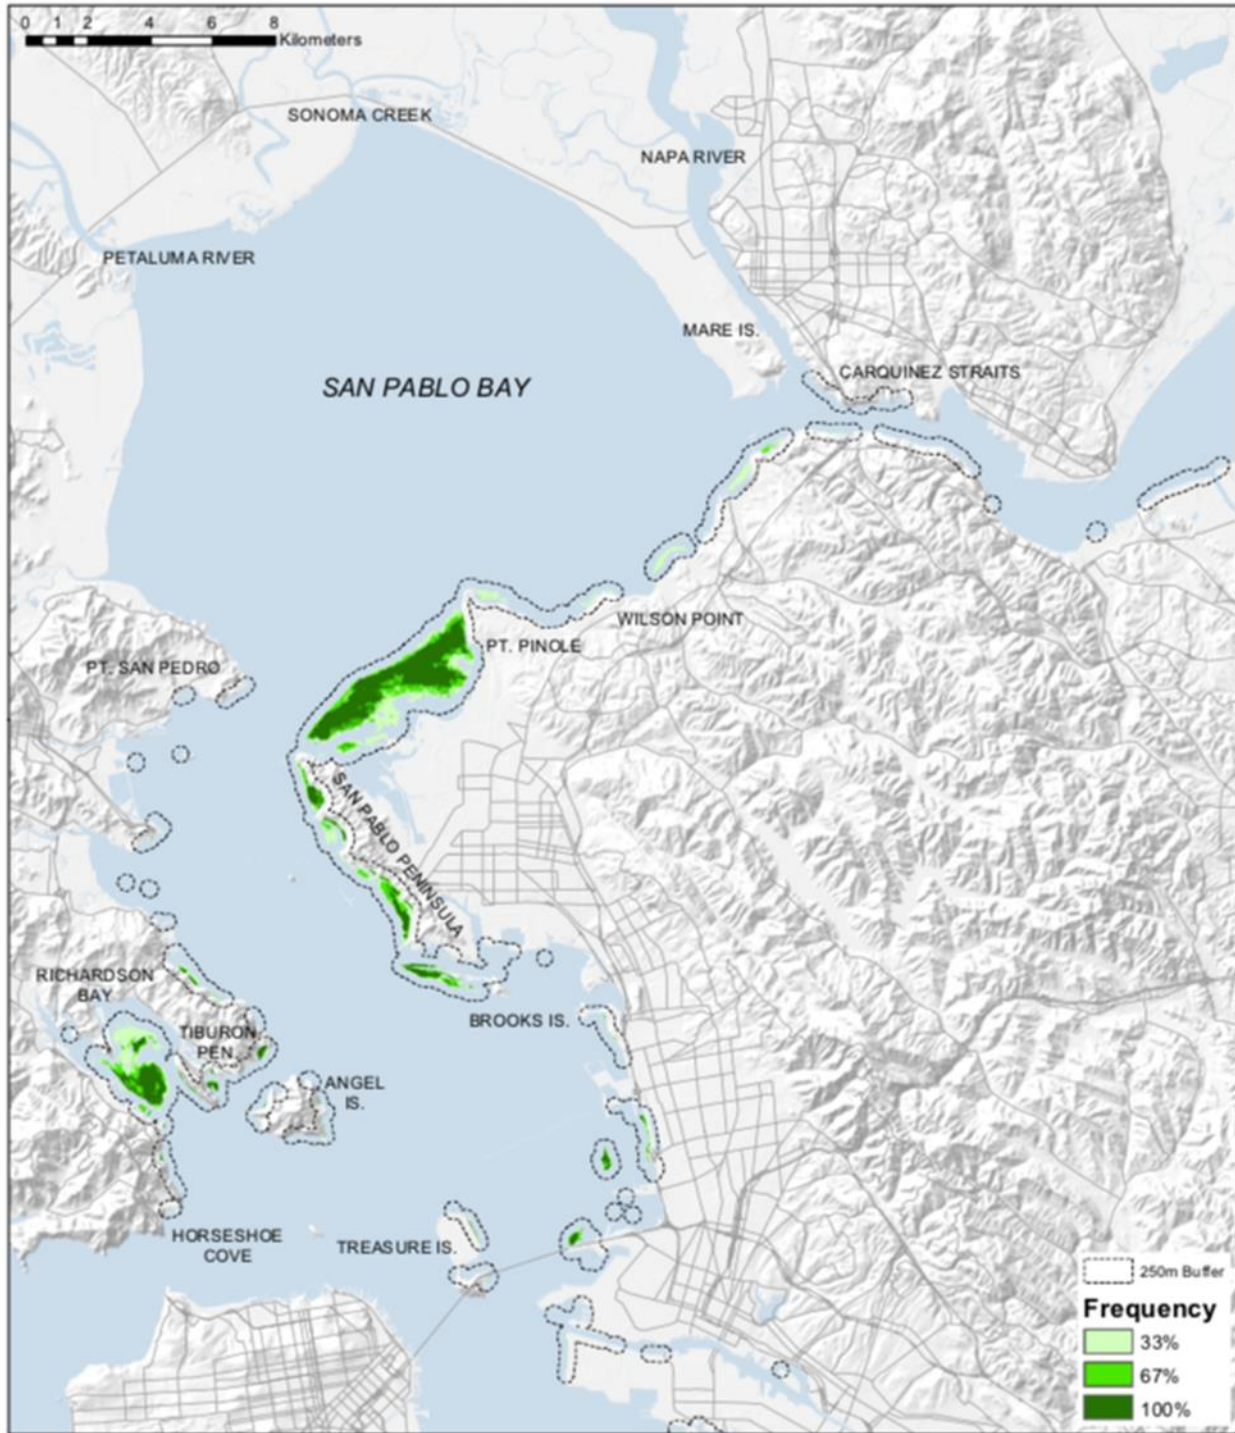 0 1 2 4 6 8
Kilometers
SONOMA CREEK
NAPA RIVER
PETALUMA RIVER
MARE IS.
CARQUINEZ STRAITS
SAN PABLO BAY
WILSON POINT
PT. PINOLE
PT. SAN PEDRO
SAN PABLO PENINSULA
RICHARDSON
BAY
TIBURON
PEN.
BROOKS IS.
ANGEL
IS.
HORSESHOE
COVE
TREASURE IS.
250m Buffer
Frequency
33%
67%
100%